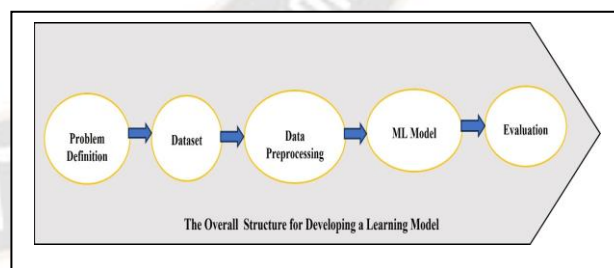 Problem
Definition
Dataset
Data
Preprocessing
ML Model
Evaluation
The Overall Structure for Developing a Learning Model